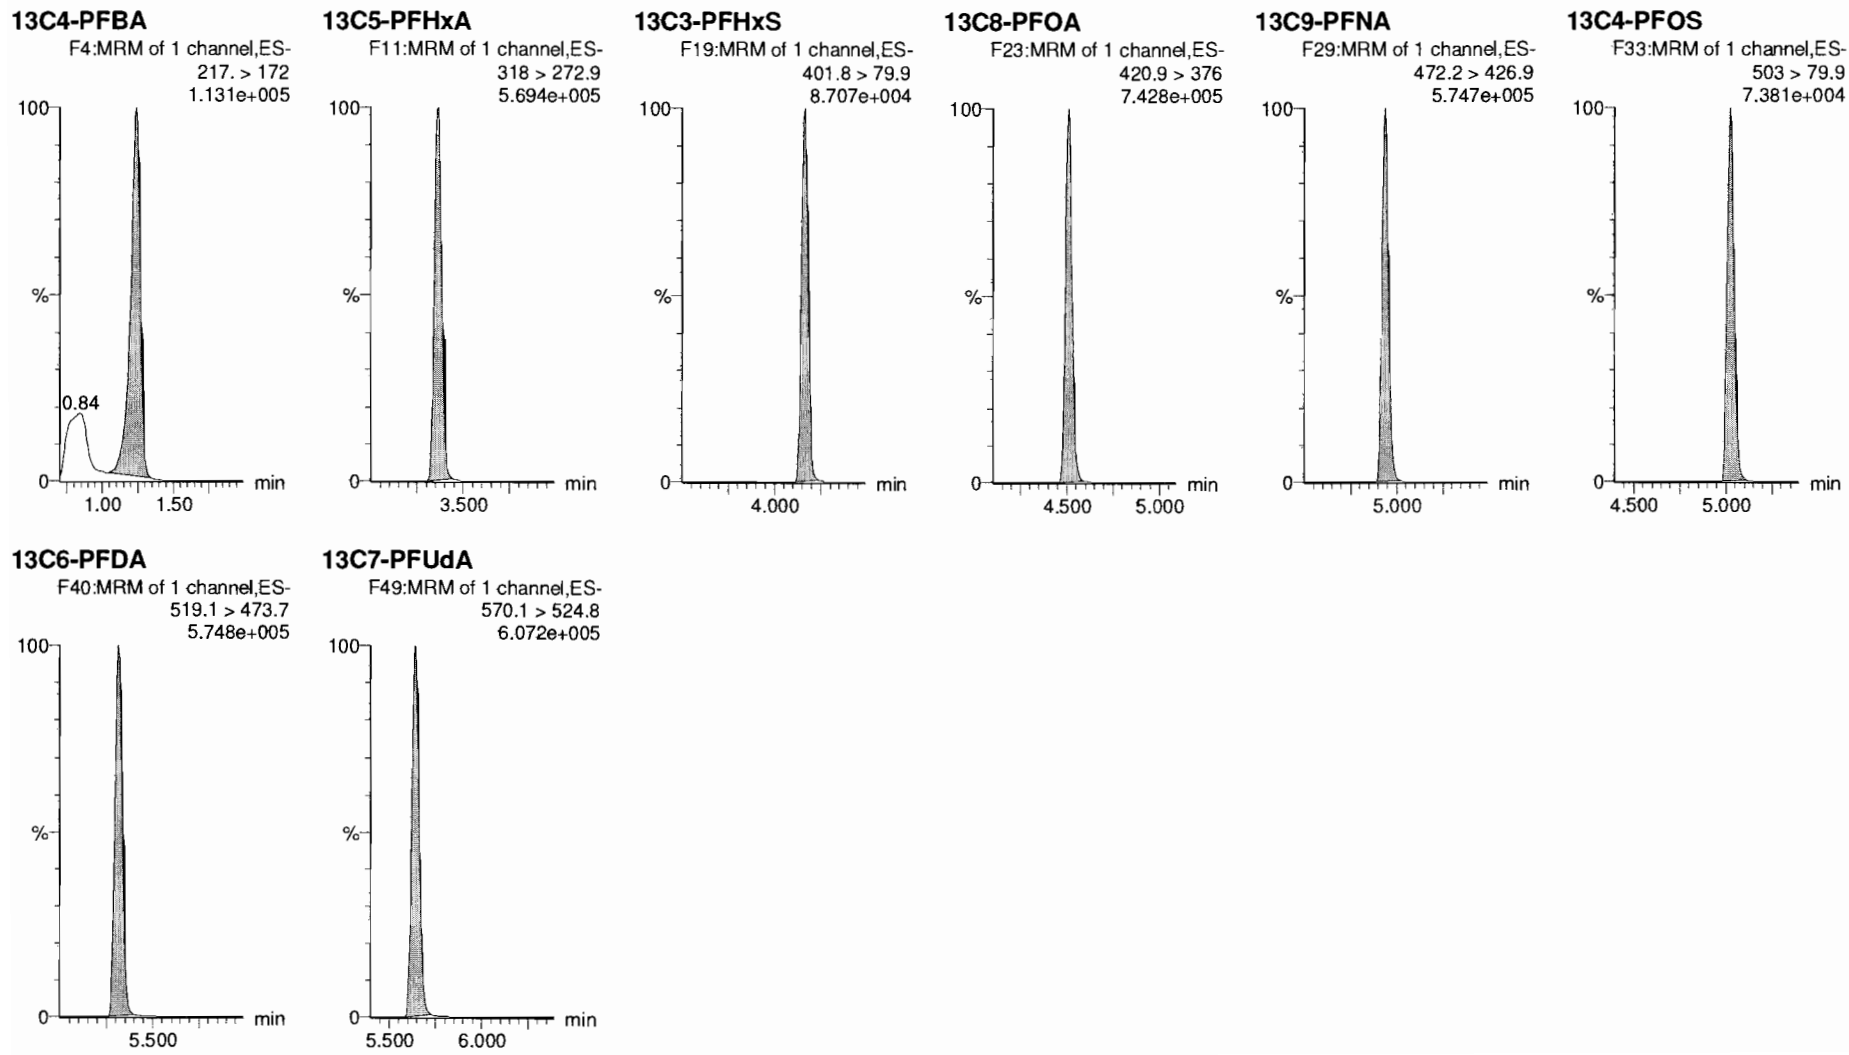 13C4-PFBA
F4:MRM of 1 channel,ES-
217. > 172
1.131e+005
100
%
0.84
0
min
1.00 1.50
13C5-PFHxA
F11:MRM of 1 channel,ES-
318 > 272.9
5.694e+005
100
%
0
min
3.500
13C3-PFHxS
F19:MRM of 1 channel,ES-
401.8 > 79.9
8.707e+004
100
%
0
min
4.000
13C8-PFOA
F23:MRM of 1 channel,ES-
420.9 > 376
7.428e+005
100
%
0
min
4.500 5.000
13C9-PFNA
F29:MRM of 1 channel,ES-
472.2 > 426.9
5.747e+005
100
%
0
min
5.000
13C4-PFOS
F33:MRM of 1 channel,ES-
503 > 79.9
7.381e+004
100
%
0
min
4.500 5.000
13C6-PFDA
F40:MRM of 1 channel,ES-
519.1 > 473.7
5.748e+005
100
%
0
min
5.500
13C7-PFUdA
F49:MRM of 1 channel,ES-
570.1 > 524.8
6.072e+005
100
%
0
min
5.500 6.000